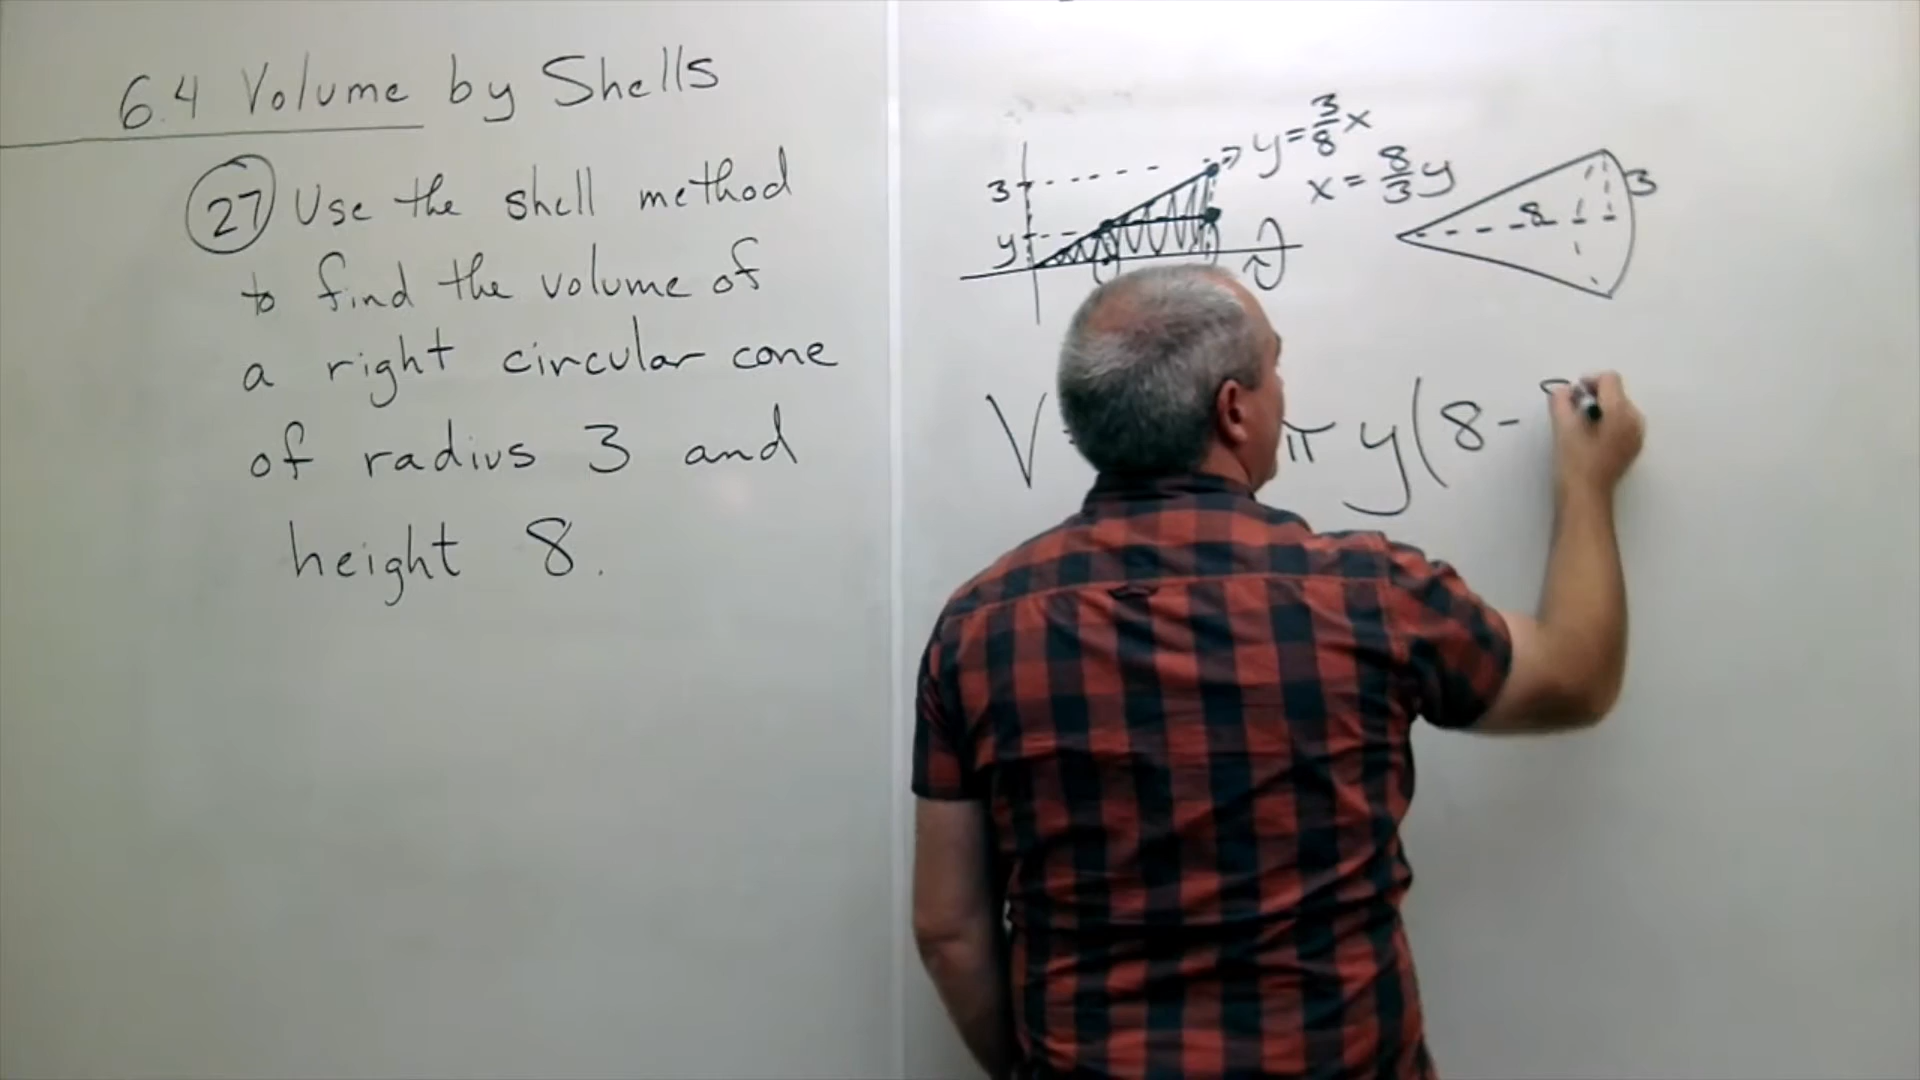 6.4 Volume by Shells
27 Use the shell method
to find the volume of
a right circular cone
of radius 3 and
height 8.
y = 3/8 x
x = 8/3 y
3
y
8
3
V π y(8-